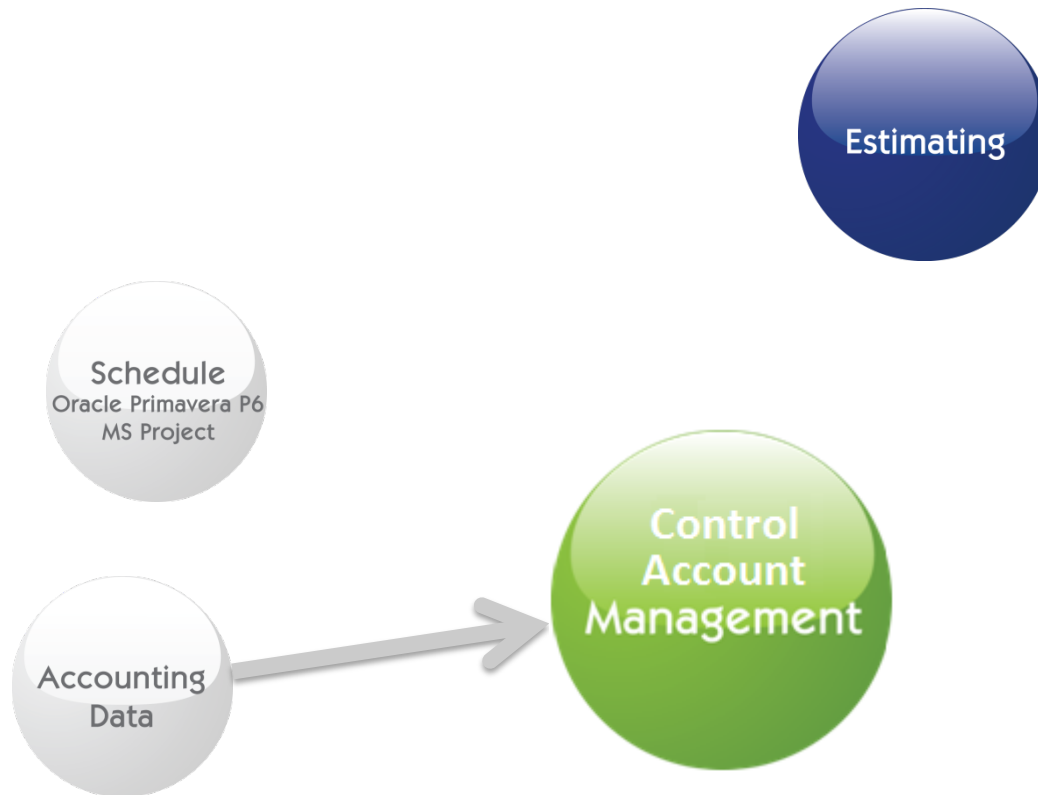 Estimating
Schedule
Oracle Primavera P6
MS Project
Control
Account
Management
Accounting
Data